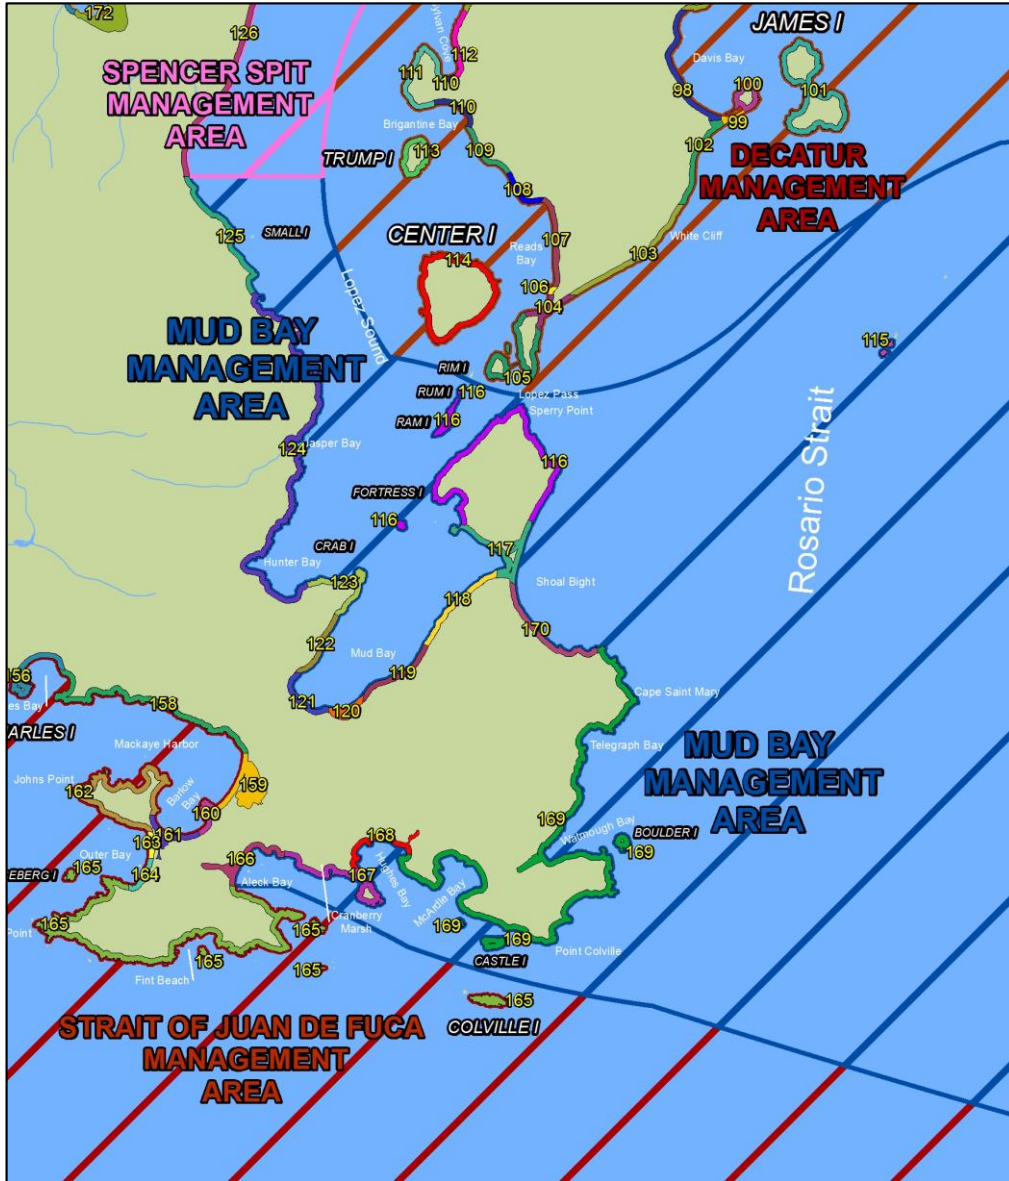 172
126
SPENCER SPIT
MANAGEMENT
AREA
Sylvan Cove
112
111
110
110
Brigantine Bay
109
TRUMP I
113
108
JAMES I
Davis Bay
98
100
101
99
102
DECATUR
MANAGEMENT
AREA
White Cliff
103
125
SMALL I
CENTER I
114
Reads
Bay
107
106
104
Lopez Sound
MUD BAY
MANAGEMENT
AREA
RIM I
105
RUM I
116
Lopez Pass
Sperry Point
RAM I
116
115
Rosario Strait
124
Jasper Bay
116
FORTRESS I
116
CRAB I
117
Hunter Bay
123
118
Shoal Bight
122
170
Mud Bay
119
121
120
156
158
Cape Saint Mary
Mackaye Harbor
Telegraph Bay
MUD BAY
MANAGEMENT
AREA
Johns Point
162
Barlow
Bay
159
160
161
163
Outer Bay
164
165
169
Watmough Bay
BOULDER I
169
168
166
Aleck Bay
167
Hughes Bay
McArdle Bay
Cranberry
Marsh
165
165
169
169
Point Colville
CASTLE I
165
Fint Beach
165
165
COLVILLE I
STRAIT OF JUAN DE FUCA
MANAGEMENT
AREA